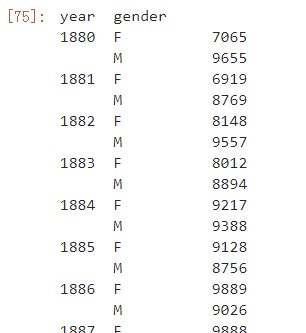 [75]: year gender
1880 F 7065
M 9655
1881 F 6919
M 8769
1882 F 8148
M 9557
1883 F 8012
M 8894
1884 F 9217
M 9388
1885 F 9128
M 8756
1886 F 9889
M 9026
1887 F 9888